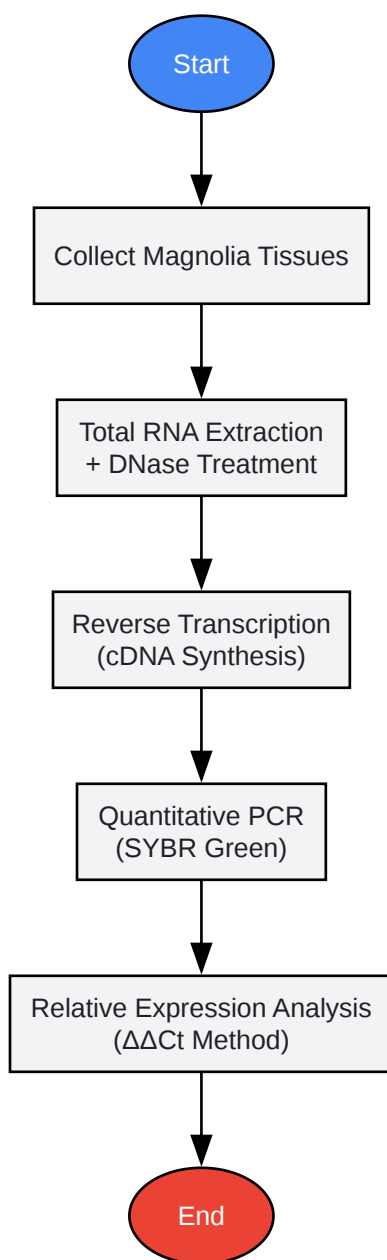 Start
Collect Magnolia Tissues
Total RNA Extraction
+ DNase Treatment
Reverse Transcription
(cDNA Synthesis)
Quantitative PCR
(SYBR Green)
Relative Expression Analysis
(ΔΔCt Method)
End